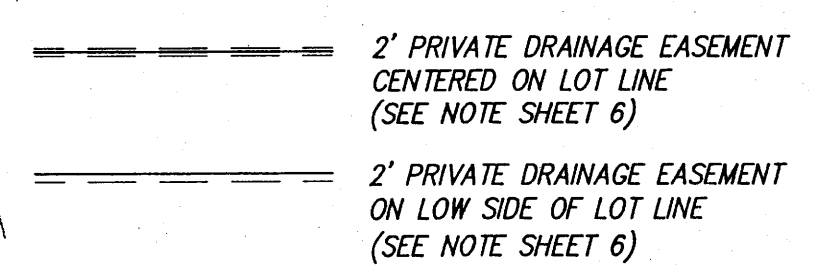 2' PRIVATE DRAINAGE EASEMENT
CENTERED ON LOT LINE
(SEE NOTE SHEET 6)
2' PRIVATE DRAINAGE EASEMENT
ON LOW SIDE OF LOT LINE
(SEE NOTE SHEET 6)